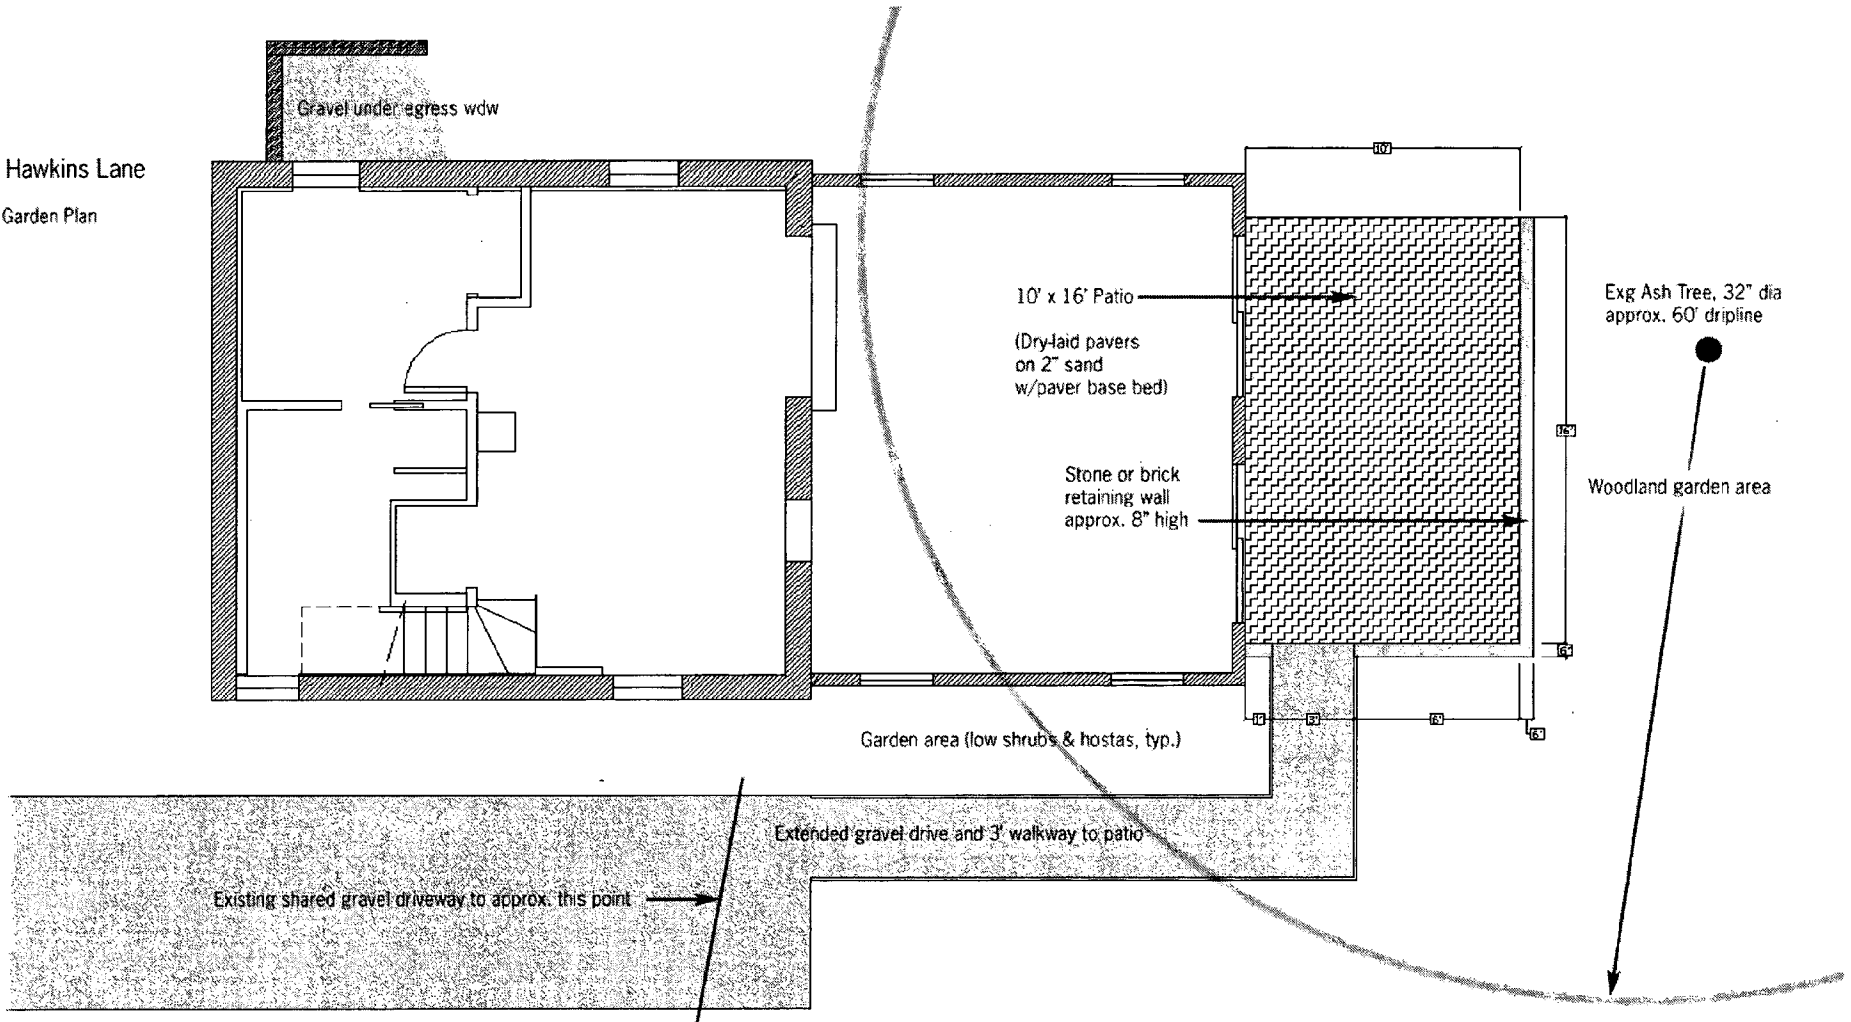 Gravel under egress wdw
Hawkins Lane
Garden Plan
10'
10' x 16' Patio
(Dry-laid pavers
on 2" sand
w/paver base bed)
Exg Ash Tree, 32" dia
approx. 60' dripline
16'
Stone or brick
retaining wall
approx. 8" high
Woodland garden area
6"
1'
3'
6'
6"
Garden area (low shrubs & hostas, typ.)
Extended gravel drive and 3' walkway to patio
Existing shared gravel driveway to approx. this point